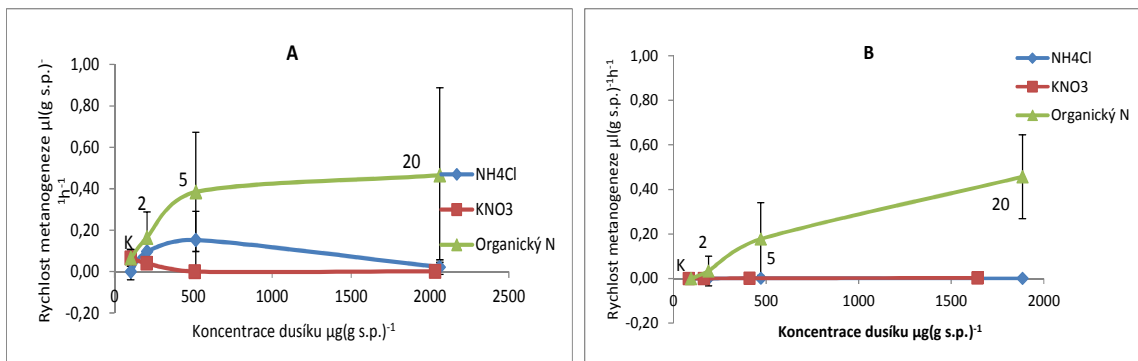 A
1,00
0,80
0,60
0,40
0,20
0,00
-0,20
0
500
1000
1500
2000
2500
Rychlost metanogeneze µl(g s.p.)-
1h-1
Koncentrace dusíku µg(g s.p.)-1
K
2
5
20
NH4Cl
KNO3
Organický N
B
1,00
0,80
0,60
0,40
0,20
0,00
-0,20
0
500
1000
1500
2000
Rychlost metanogeneze µl(g s.p.)-1h-1
Koncentrace dusíku µg(g s.p.)-1
K
2
5
20
NH4Cl
KNO3
Organický N